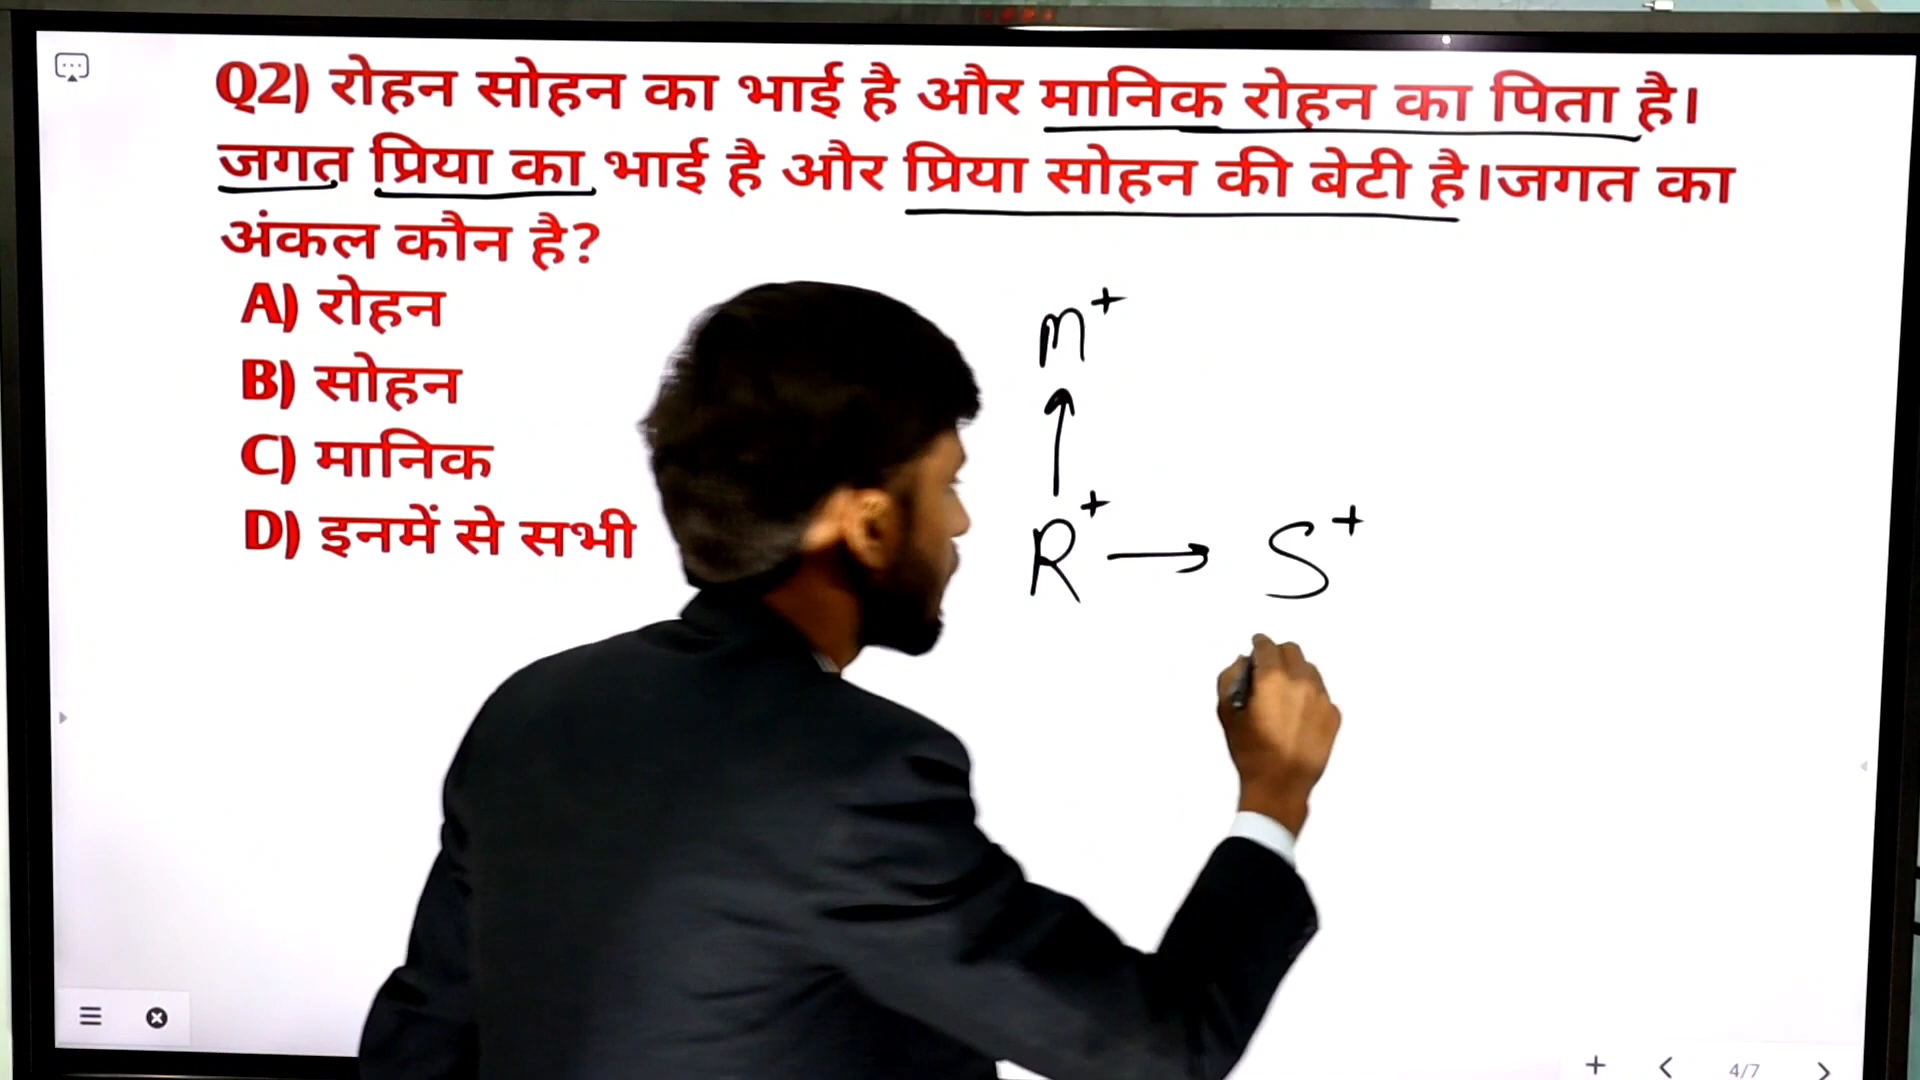 Q2) रोहन सोहन का भाई है और मानिक रोहन का पिता है।
जगत प्रिया का भाई है और प्रिया सोहन की बेटी है।जगत का
अंकल कौन है?
A) रोहन
B) सोहन
C) मानिक
D) इनमें से सभी
m+
R+ → S+
4/7